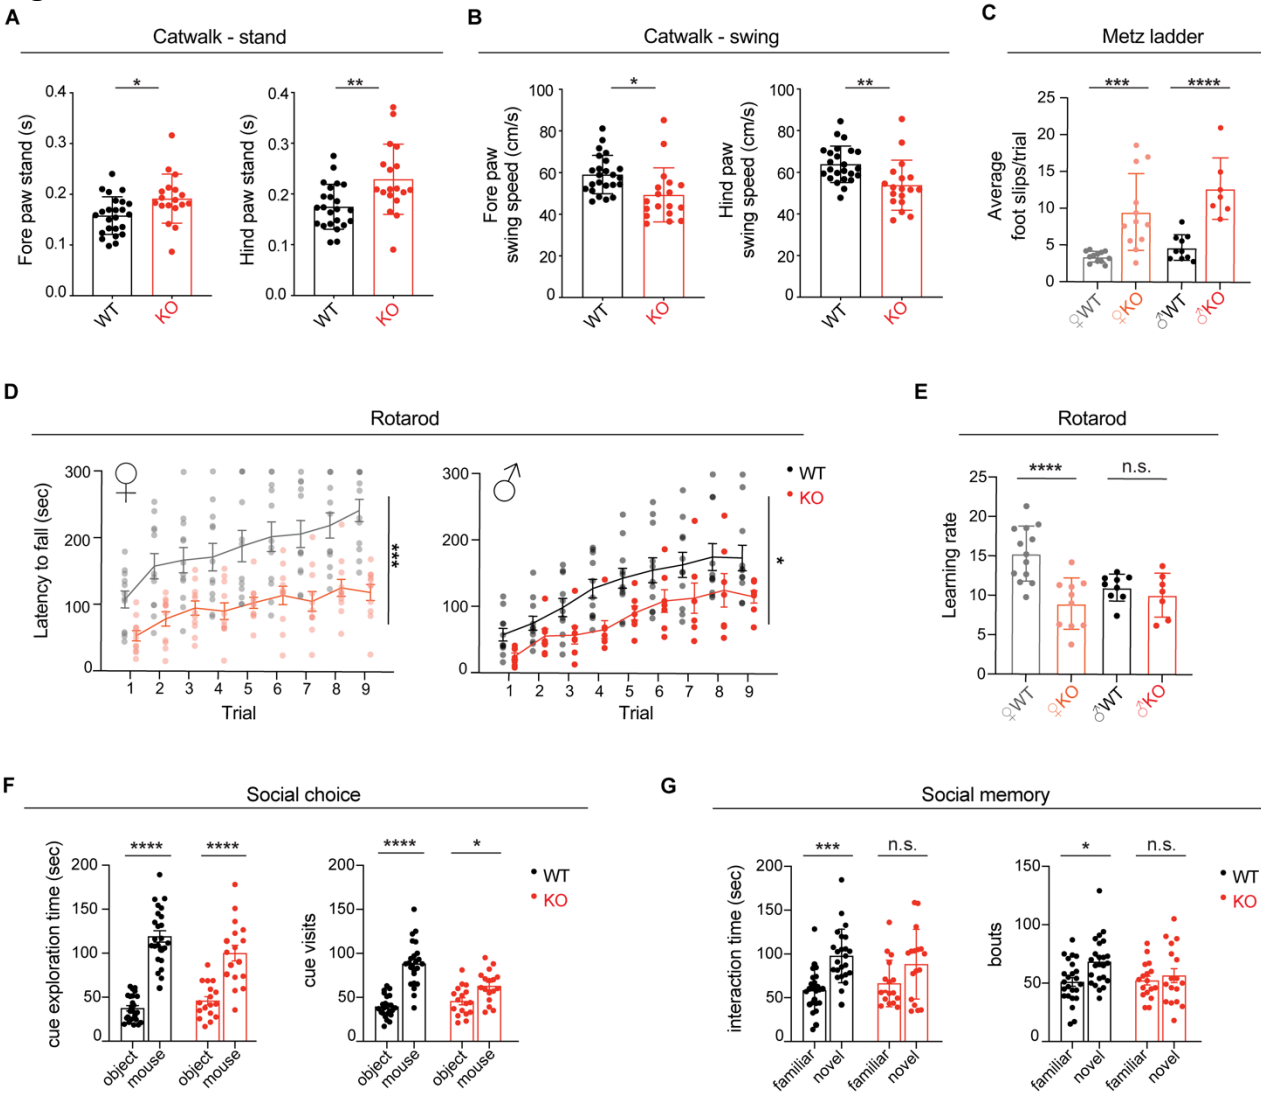 A
Catwalk - stand
*
**
Fore paw stand (s)
0.4
0.3
0.2
0.1
0.0
WT
KO
Hind paw stand (s)
0.4
0.3
0.2
0.1
0.0
WT
KO
B
Catwalk - swing
*
**
Fore paw
swing speed (cm/s)
100
80
60
40
20
0
WT
KO
Hind paw
swing speed (cm/s)
100
80
60
40
20
0
WT
KO
C
Metz ladder
***
****
Average
foot slips/trial
25
20
15
10
5
0
♀WT
♀KO
♂WT
♂KO
D
Rotarod
♀
Latency to fall (sec)
300
200
100
0
***
1 2 3 4 5 6 7 8 9
Trial
♂
300
200
100
0
*
1 2 3 4 5 6 7 8 9
Trial
WT
KO
E
Rotarod
****
n.s.
Learning rate
25
20
15
10
5
0
♀WT
♀KO
♂WT
♂KO
F
Social choice
****
****
cue exploration time (sec)
200
150
100
50
0
object
mouse
object
mouse
****
*
cue visits
200
150
100
50
0
object
mouse
object
mouse
WT
KO
G
Social memory
***
n.s.
interaction time (sec)
200
150
100
50
0
familiar
novel
familiar
novel
*
n.s.
bouts
150
100
50
0
familiar
novel
familiar
novel
WT
KO